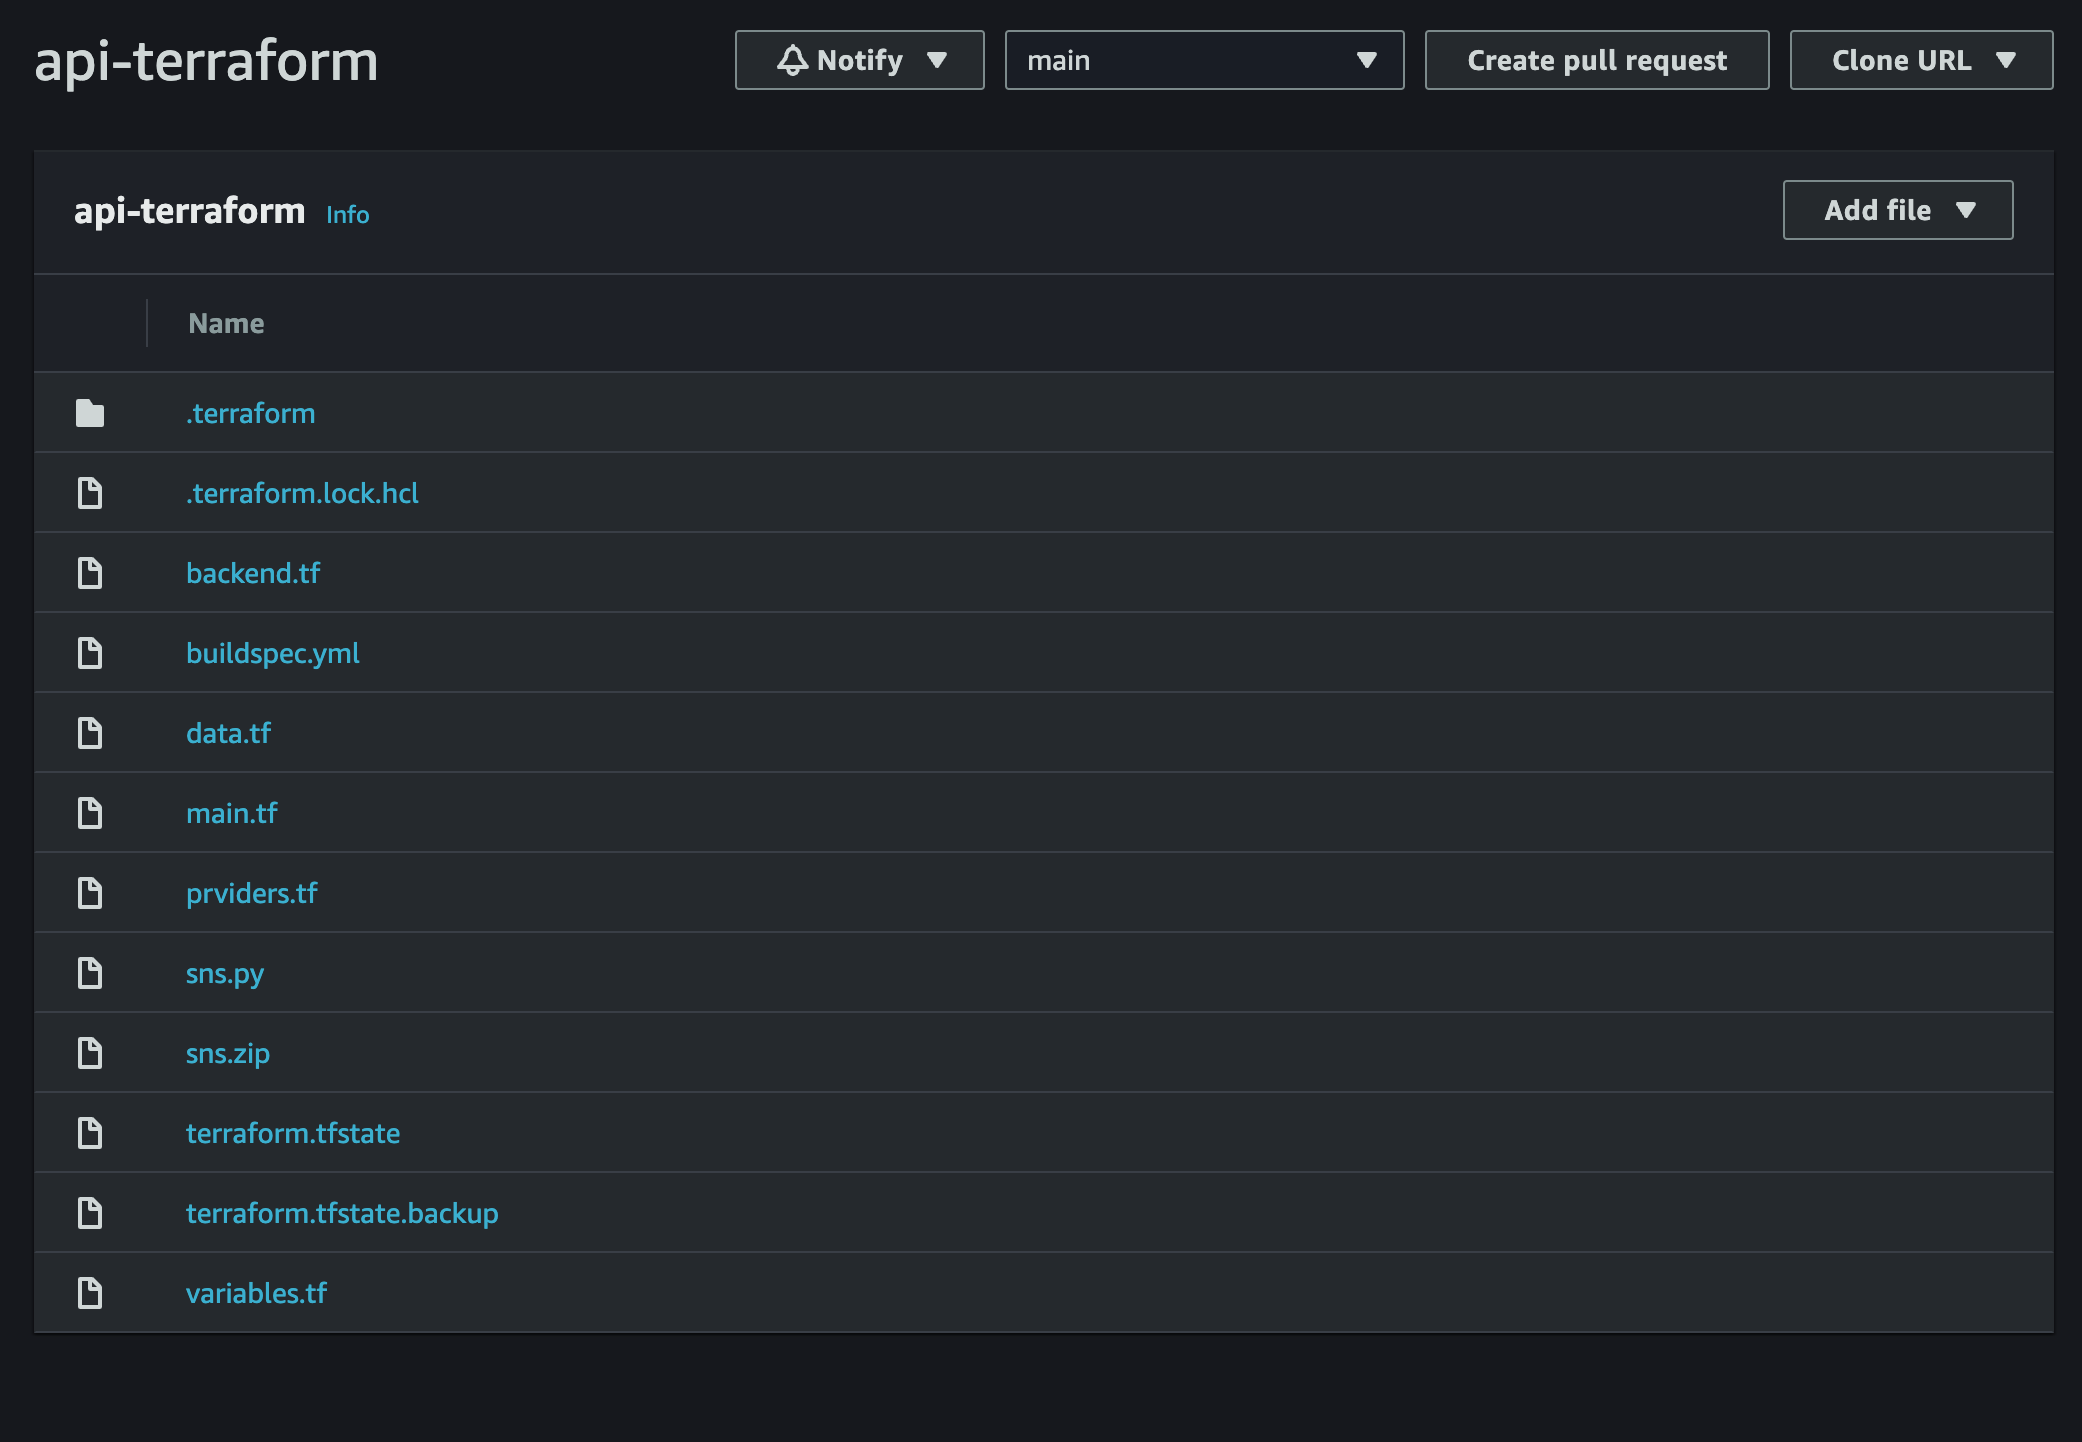 api-terraform
Notify
main
Create pull request
Clone URL
api-terraform Info
Add file
Name
.terraform
.terraform.lock.hcl
backend.tf
buildspec.yml
data.tf
main.tf
prviders.tf
sns.py
sns.zip
terraform.tfstate
terraform.tfstate.backup
variables.tf